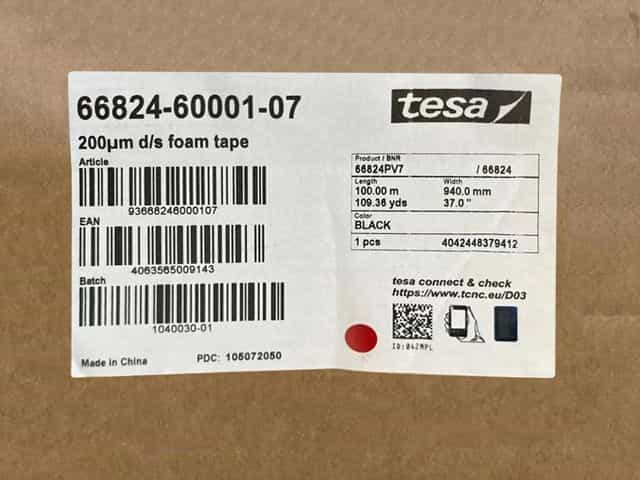 66824-60001-07
200µm d/s foam tape
Article
93668246000107
EAN
4063565009143
Batch
1040030-01
Made in China PDC: 105072050
tesa
Product / BNR
66824PV7 / 66824
Length Width
100.00 m 940.0 mm
109.36 yds 37.0 "
Color
BLACK
1 pcs 4042448379412
tesa connect & check
https://www.tcnc.eu/D03
ID:04ZMPL